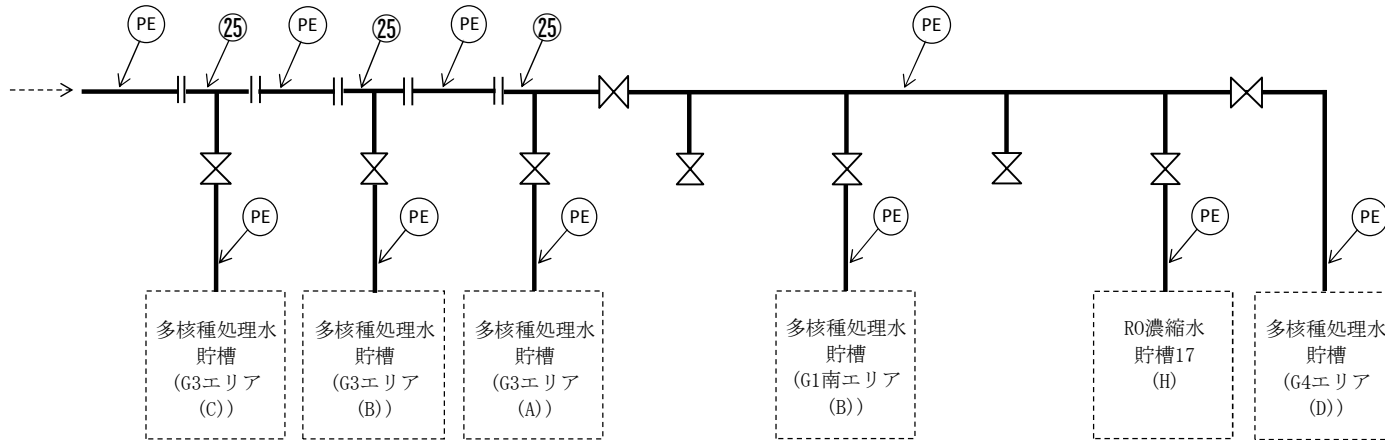 PE
㉕
PE
㉕
PE
㉕
PE
PE
PE
PE
PE
PE
PE
多核種処理水
貯槽
(G3エリア
(C))
多核種処理水
貯槽
(G3エリア
(B))
多核種処理水
貯槽
(G3エリア
(A))
多核種処理水
貯槽
(G1南エリア
(B))
RO濃縮水
貯槽17
(H)
多核種処理水
貯槽
(G4エリア
(D))